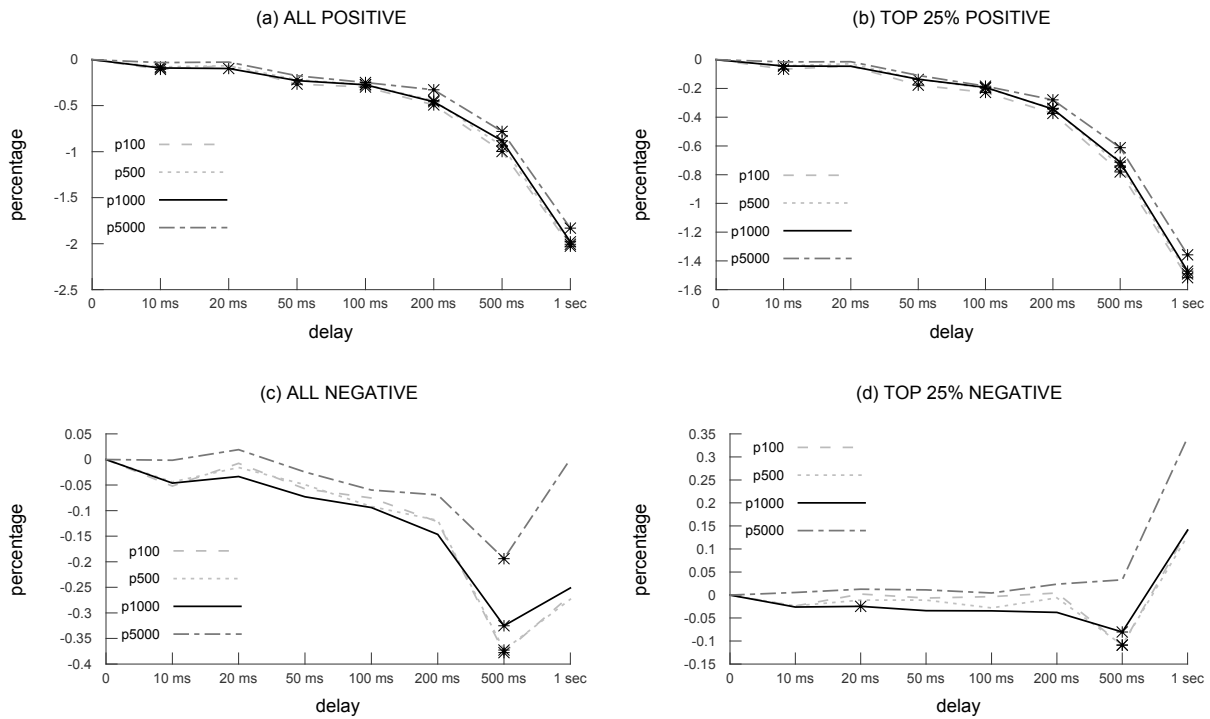 (a) ALL POSITIVE
0
-0.5
-1
-1.5
-2
-2.5
percentage
p100
p500
p1000
p5000
0 10 ms 20 ms 50 ms 100 ms 200 ms 500 ms 1 sec
delay
(b) TOP 25% POSITIVE
0
-0.2
-0.4
-0.6
-0.8
-1
-1.2
-1.4
-1.6
percentage
p100
p500
p1000
p5000
0 10 ms 20 ms 50 ms 100 ms 200 ms 500 ms 1 sec
delay
(c) ALL NEGATIVE
0.05
0
-0.05
-0.1
-0.15
-0.2
-0.25
-0.3
-0.35
-0.4
percentage
p100
p500
p1000
p5000
0 10 ms 20 ms 50 ms 100 ms 200 ms 500 ms 1 sec
delay
(d) TOP 25% NEGATIVE
0.35
0.35
0.2
0.25
0.2
0.15
0.1
0.05
0
-0.05
-0.1
-0.15
percentage
p100
p500
p1000
p5000
0 10 ms 20 ms 50 ms 100 ms 200 ms 500 ms 1 sec
delay